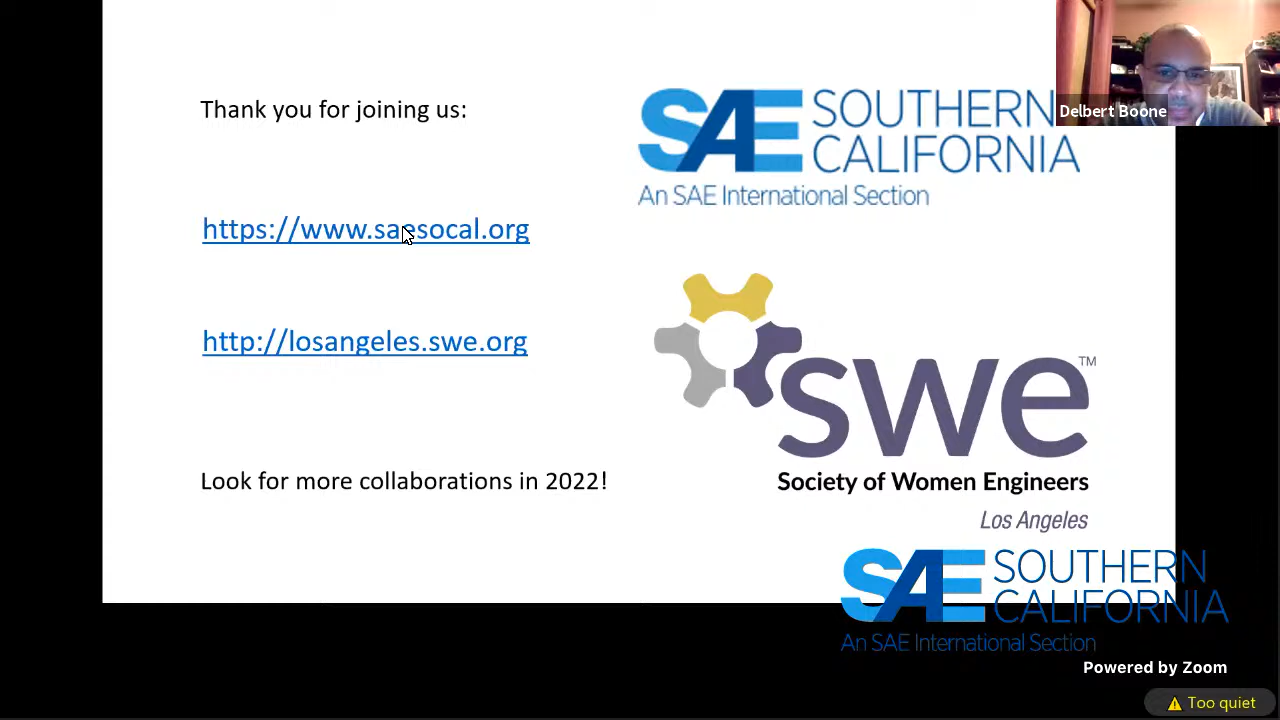 Thank you for joining us:
SAE SOUTHERN CALIFORNIA
An SAE International Section
Delbert Boone
https://www.saesocal.org
http://losangeles.swe.org
swe™
Society of Women Engineers
Los Angeles
Look for more collaborations in 2022!
SAE SOUTHERN CALIFORNIA
An SAE International Section
Powered by Zoom
Too quiet